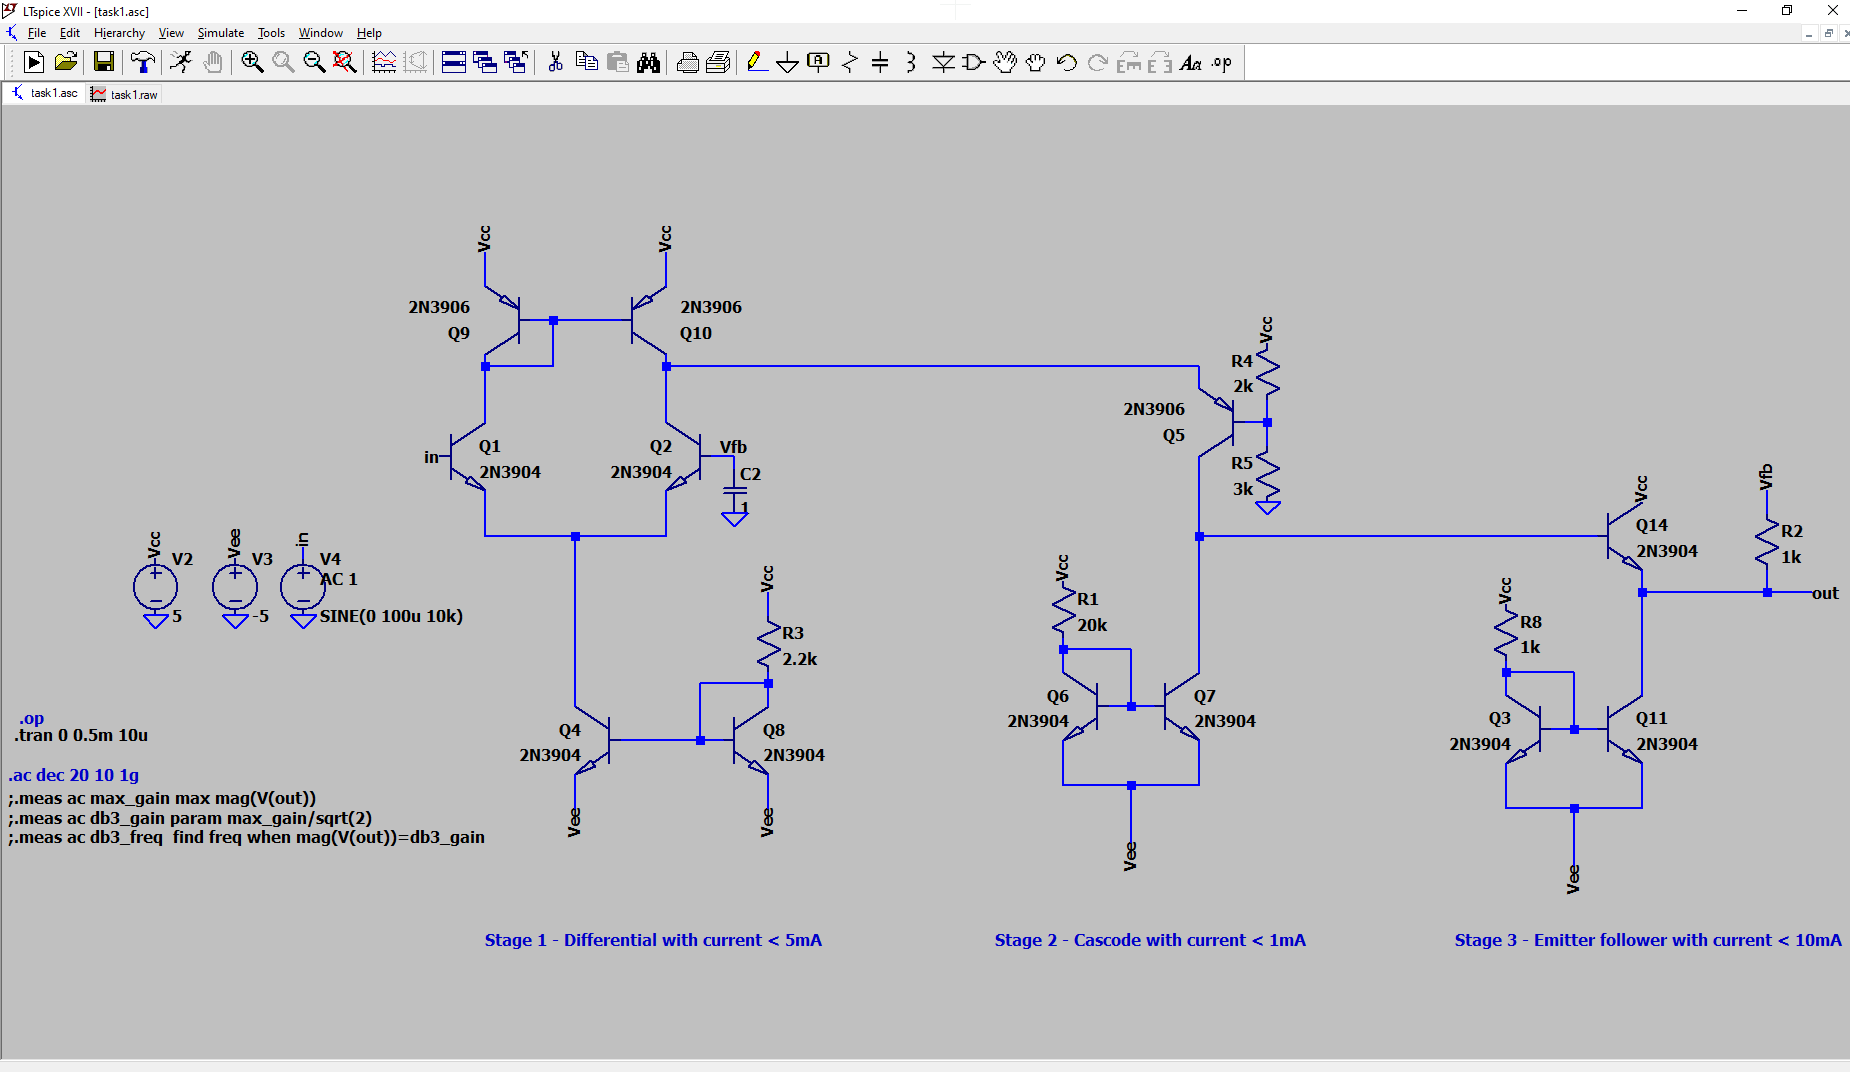 LTspice XVII - [task1.asc]
File Edit Hierarchy View Simulate Tools Window Help
task1.asc task1.raw
Vcc Vcc
2N3906 2N3906
Q9 Q10
Vcc
R4
2k
2N3906
Q5
in Q1 Q2 Vfb
2N3904 2N3904 C2
1
R5
3k
Vcc Vfb
Q14
2N3904
R2
1k
out
Vcc V2 Vee V3 in V4
AC 1
5 -5 SINE(0 100u 10k)
Vcc
R3
2.2k
Vcc
R1
20k
Vcc
R8
1k
Q6 Q7
2N3904 2N3904
Q3 Q11
2N3904 2N3904
Q4 Q8
2N3904 2N3904
Vee Vee
Vee
Vee
.op
.tran 0 0.5m 10u
.ac dec 20 10 1g
;.meas ac max_gain max mag(V(out))
;.meas ac db3_gain param max_gain/sqrt(2)
;.meas ac db3_freq  find freq when mag(V(out))=db3_gain
Stage 1 - Differential with current < 5mA
Stage 2 - Cascode with current < 1mA
Stage 3 - Emitter follower with current < 10mA